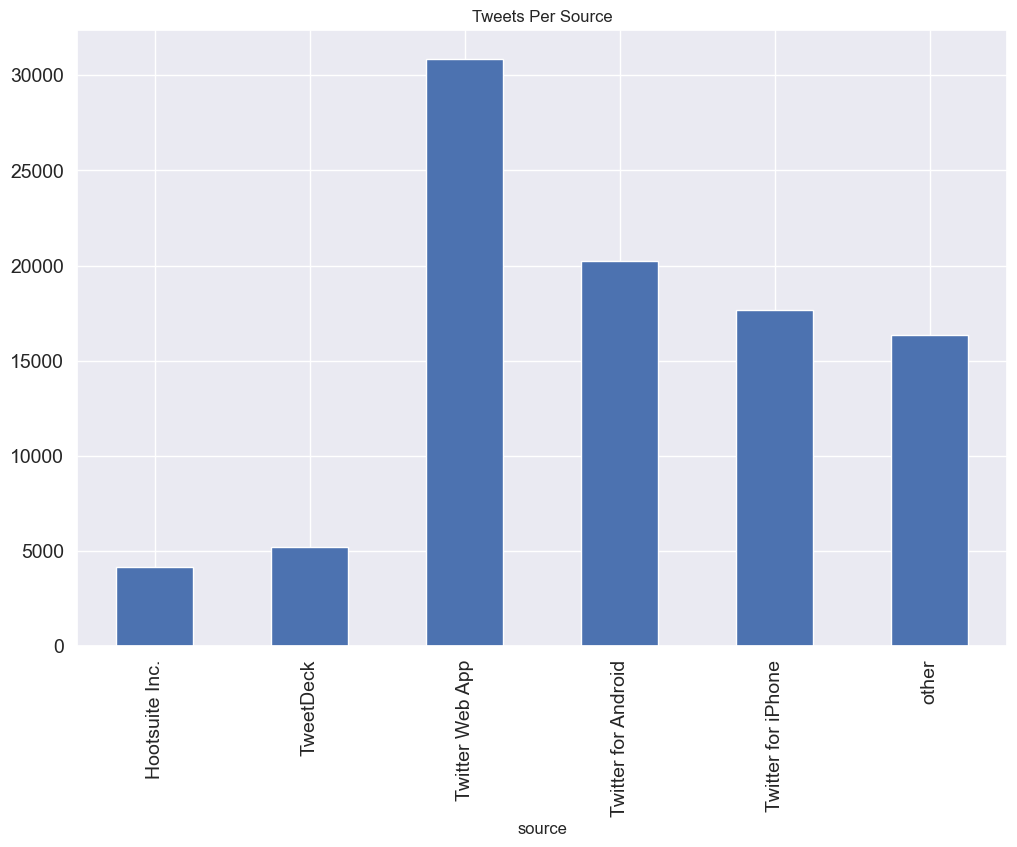 Tweets Per Source
30000
25000
20000
15000
10000
5000
0
Hootsuite Inc.
TweetDeck
Twitter Web App
Twitter for Android
Twitter for iPhone
other
source